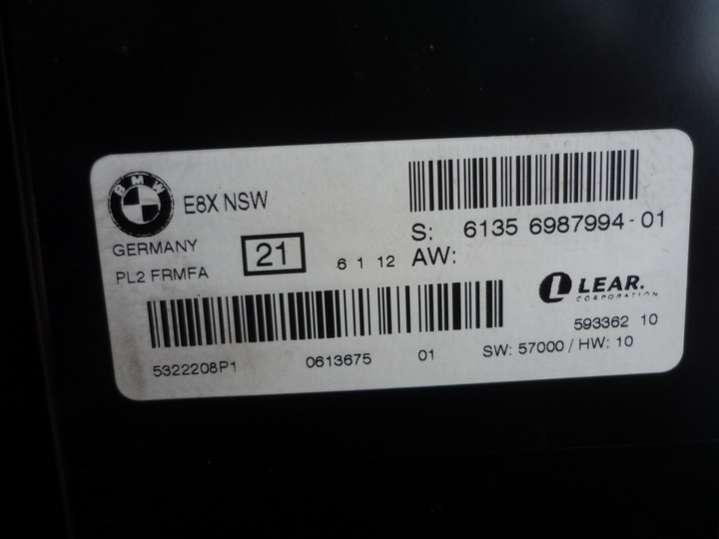 BMW
E8X NSW
GERMANY
PL2 FRMFA
21
6 1 12
S: 6135 6987994-01
AW:
LEAR.
CORPORATION
593362 10
5322208P1 0613675 01
SW: 57000 / HW: 10